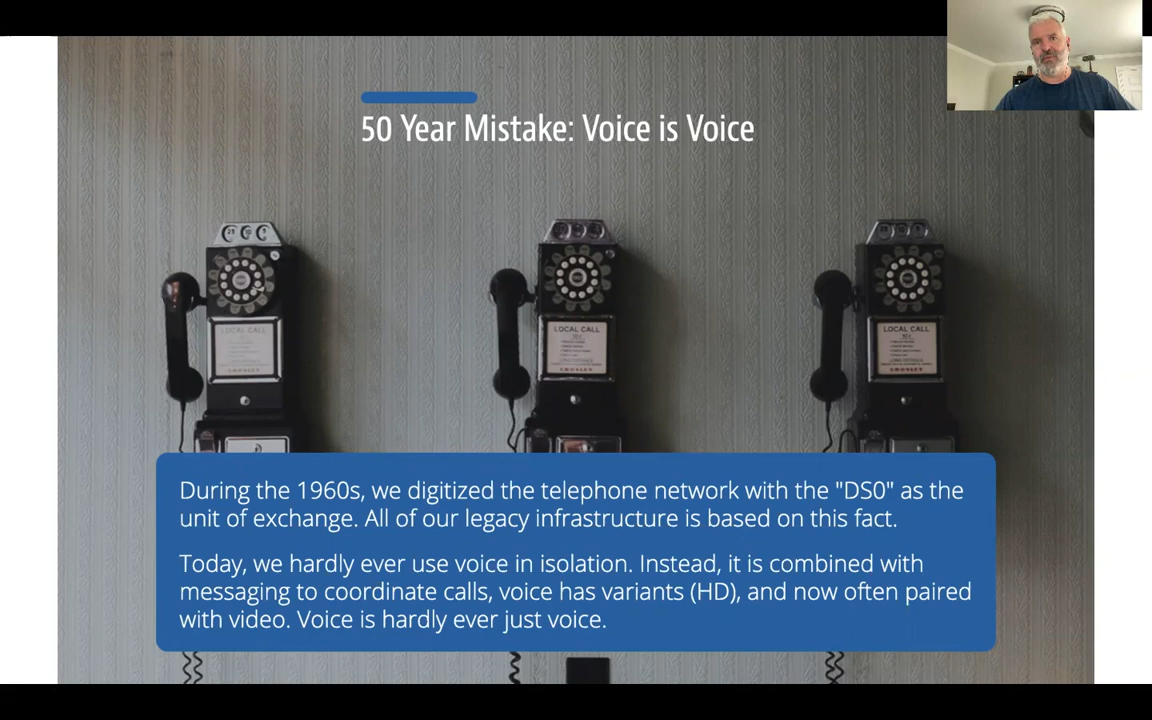 50 Year Mistake: Voice is Voice
LOCAL CALL
LOCAL CALL
LOCAL CALL
CROSLEY
CROSLEY
CROSLEY
During the 1960s, we digitized the telephone network with the "DS0" as the
unit of exchange. All of our legacy infrastructure is based on this fact.
Today, we hardly ever use voice in isolation. Instead, it is combined with
messaging to coordinate calls, voice has variants (HD), and now often paired
with video. Voice is hardly ever just voice.